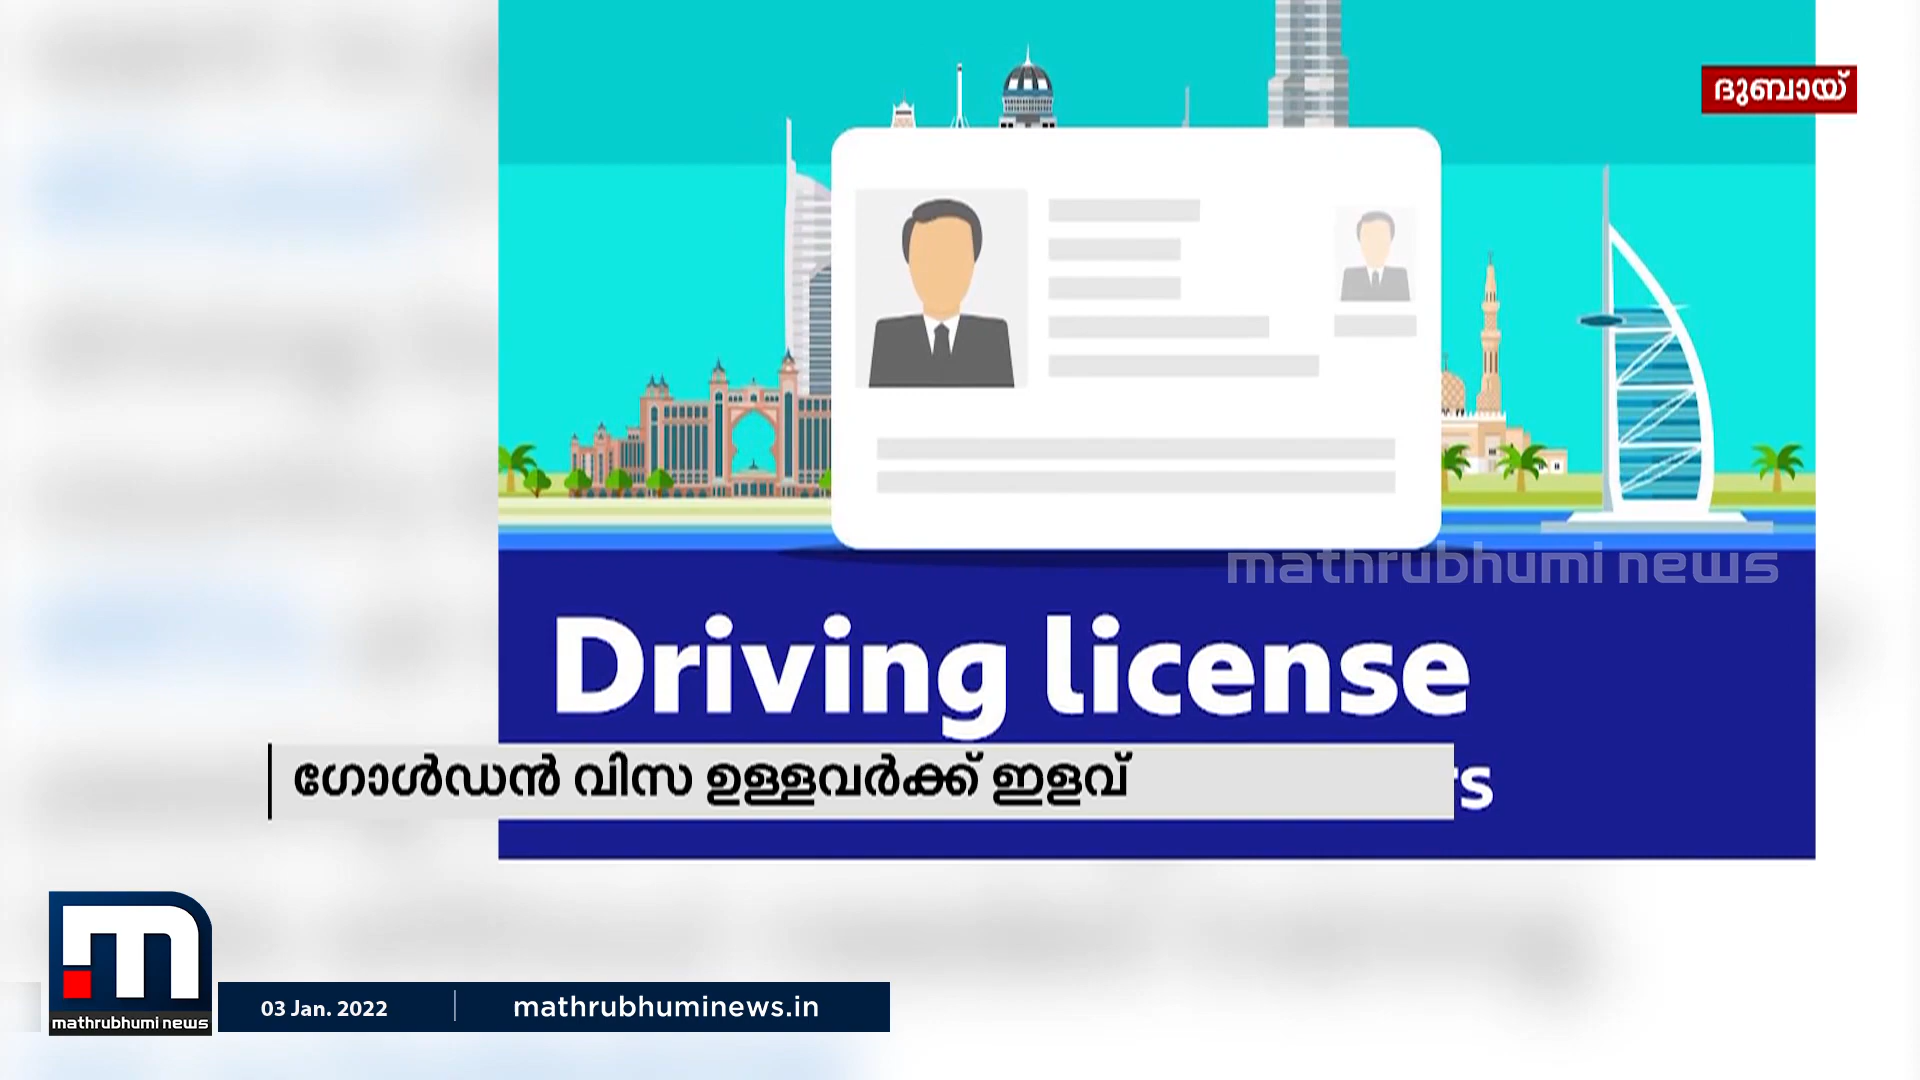 ദുബായ്
mathrubhumi news
Driving license
ഗോൾഡൻ വിസ ഉള്ളവർക്ക് ഇളവ്
mathrubhumi news
03 Jan. 2022
mathrubhuminews.in